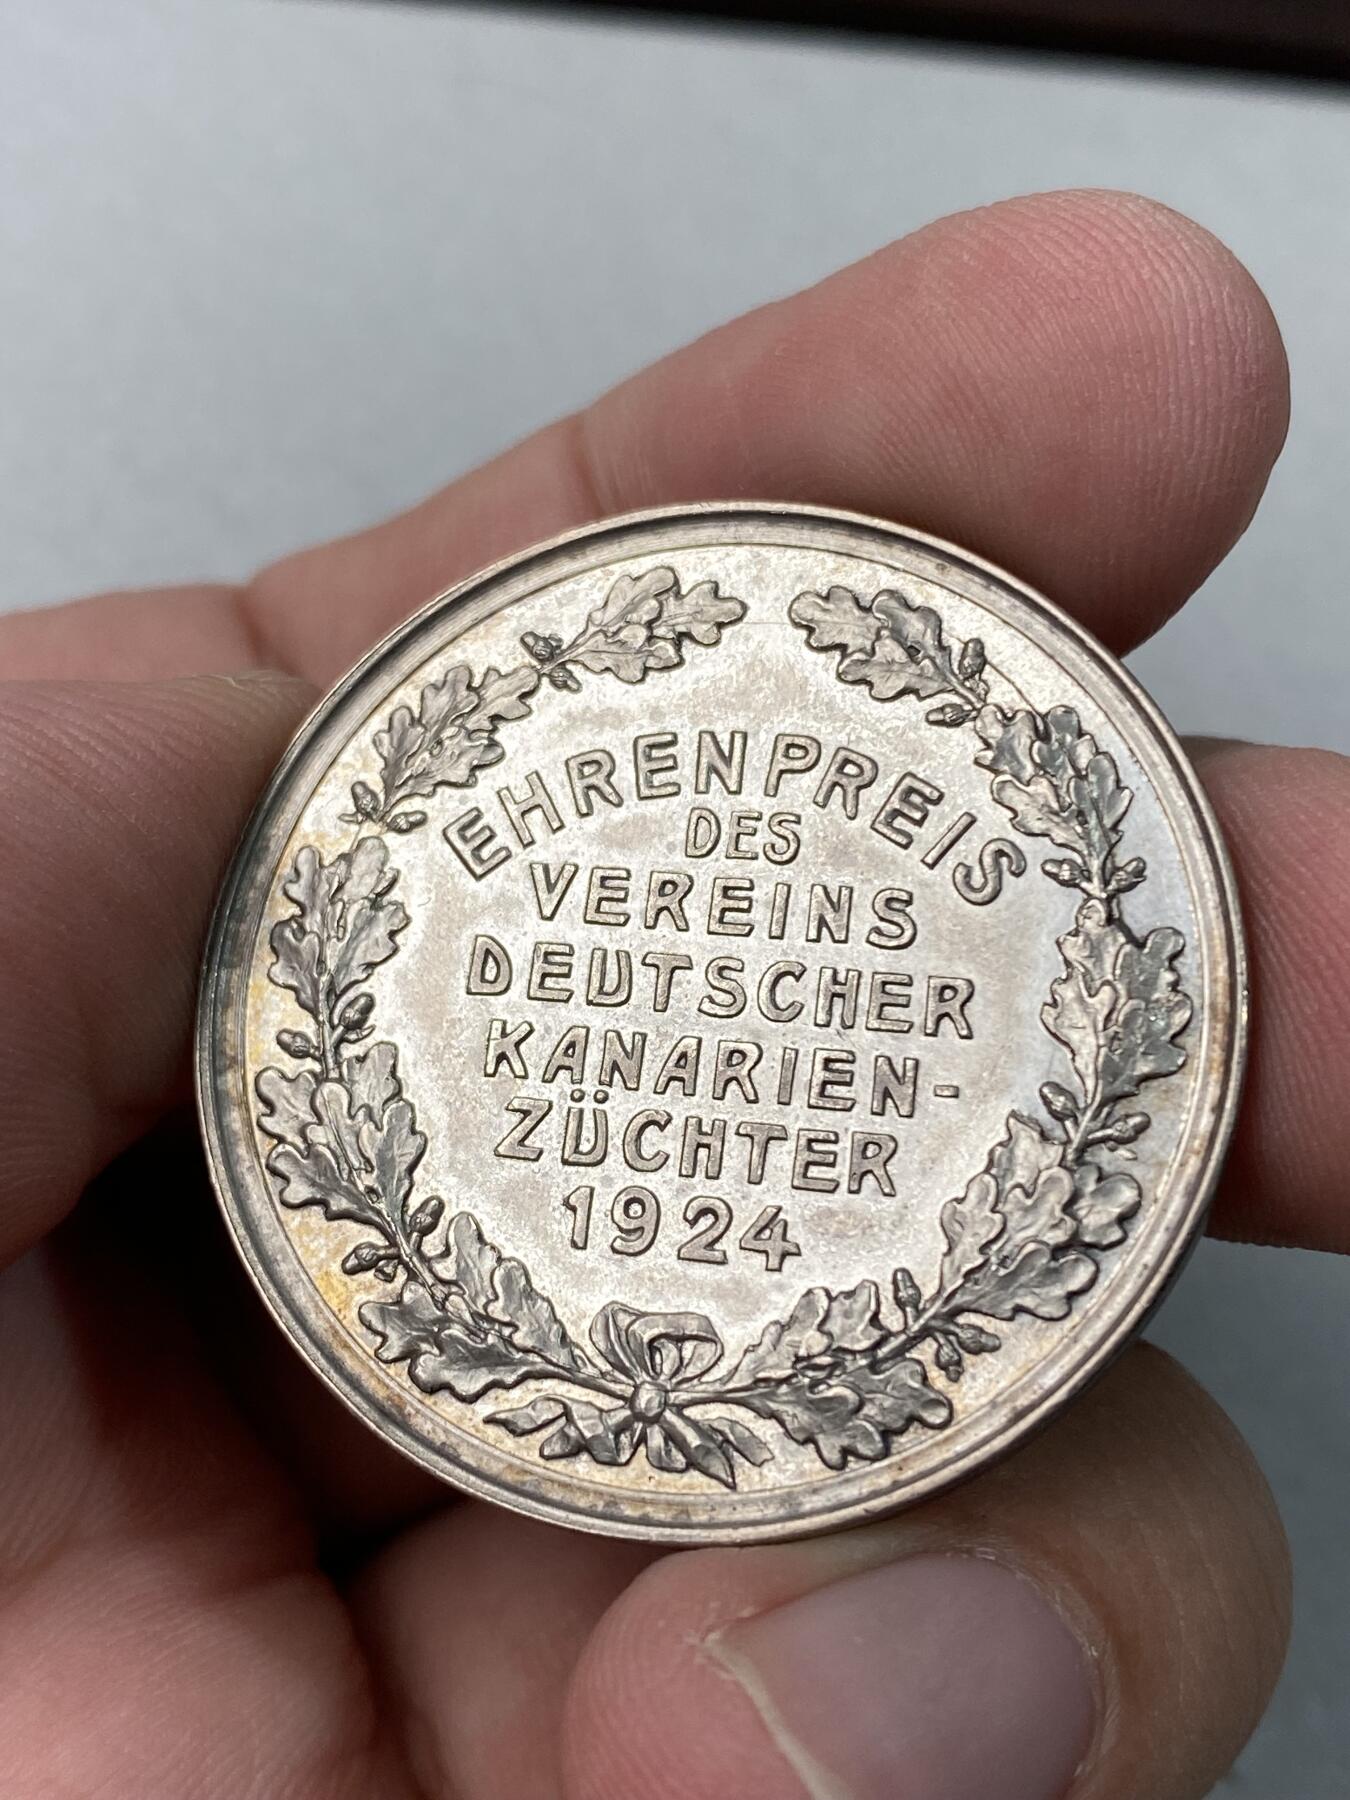 EHRENPREIS
DES
VEREINS
DEUTSCHER
KANARIEN-
ZÜCHTER
1924